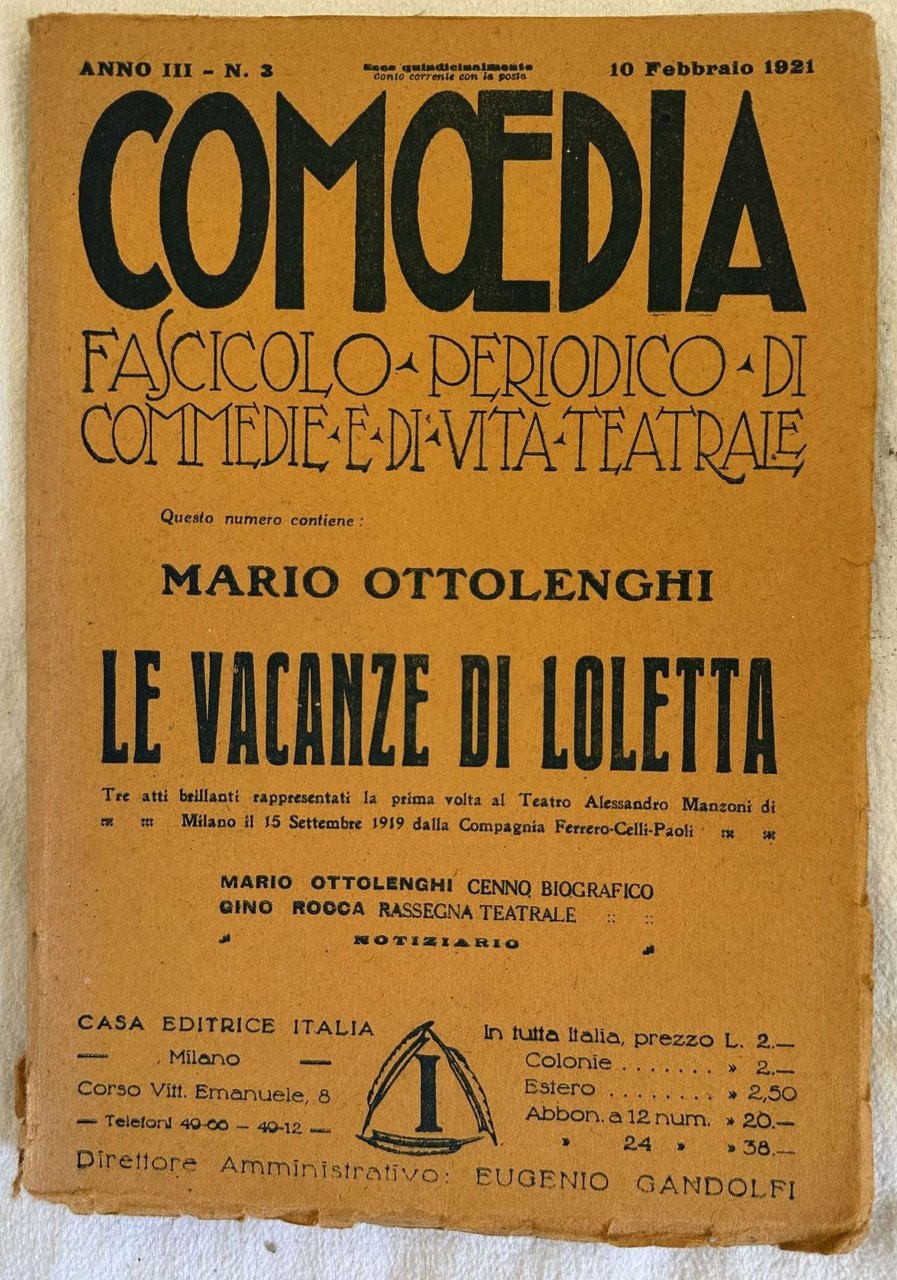 ANNO III - N. 3
Esce quindicinalmente
Conto corrente con la posta
10 Febbraio 1921
COMŒDIA
FASCICOLO PERIODICO DI
COMMEDIE E DI VITA TEATRALE
Questo numero contiene :
MARIO OTTOLENGHI
LE VACANZE DI LOLETTA
Tre atti brillanti rappresentati la prima volta al Teatro Alessandro Manzoni di
Milano il 15 Settembre 1919 dalla Compagnia Ferrero-Celli-Paoli
MARIO OTTOLENGHI CENNO BIOGRAFICO
GINO ROCCA RASSEGNA TEATRALE
NOTIZIARIO
CASA EDITRICE ITALIA
Milano
Corso Vitt. Emanuele, 8
Telefoni 49-60 - 49-12
I
In tutta Italia, prezzo L. 2.—
Colonie . . . . . . . » 2.—
Estero . . . . . . . . » 2,50
Abbon. a 12 num. » 20.—
» 24 » » 38.—
Direttore Amministrativo: EUGENIO GANDOLFI